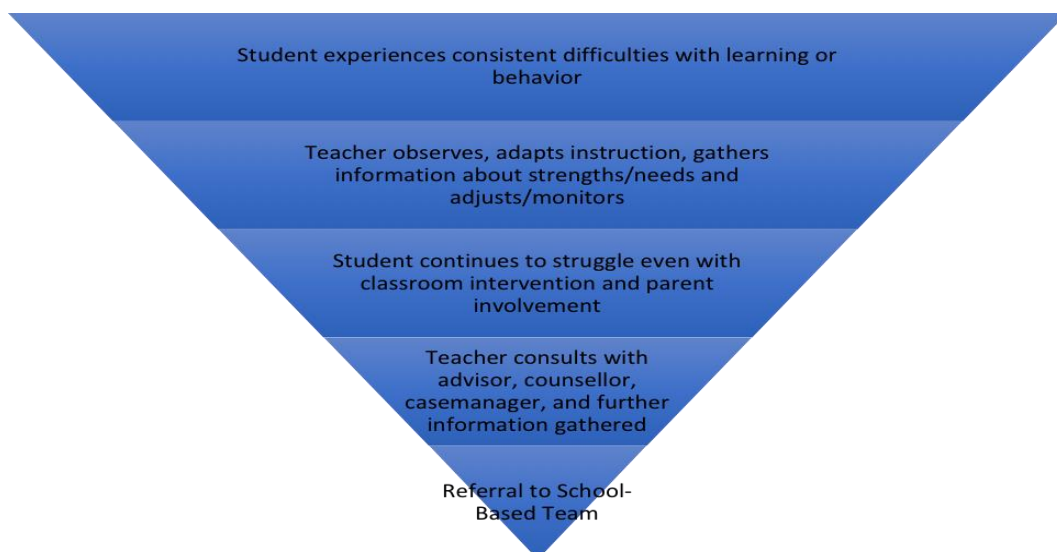 Student experiences consistent difficulties with learning or
behavior
Teacher observes, adapts instruction, gathers
information about strengths/needs and
adjusts/monitors
Student continues to struggle even with
classroom intervention and parent
involvement
Teacher consults with
advisor, counsellor,
casemanager, and further
information gathered
Referral to School-
Based Team